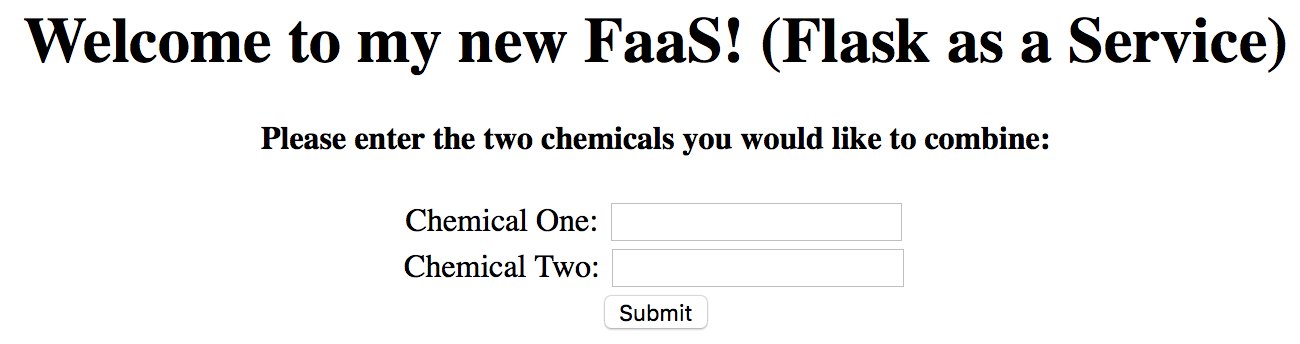 Welcome to my new FaaS! (Flask as a Service)
Please enter the two chemicals you would like to combine:
Chemical One:
Chemical Two:
Submit